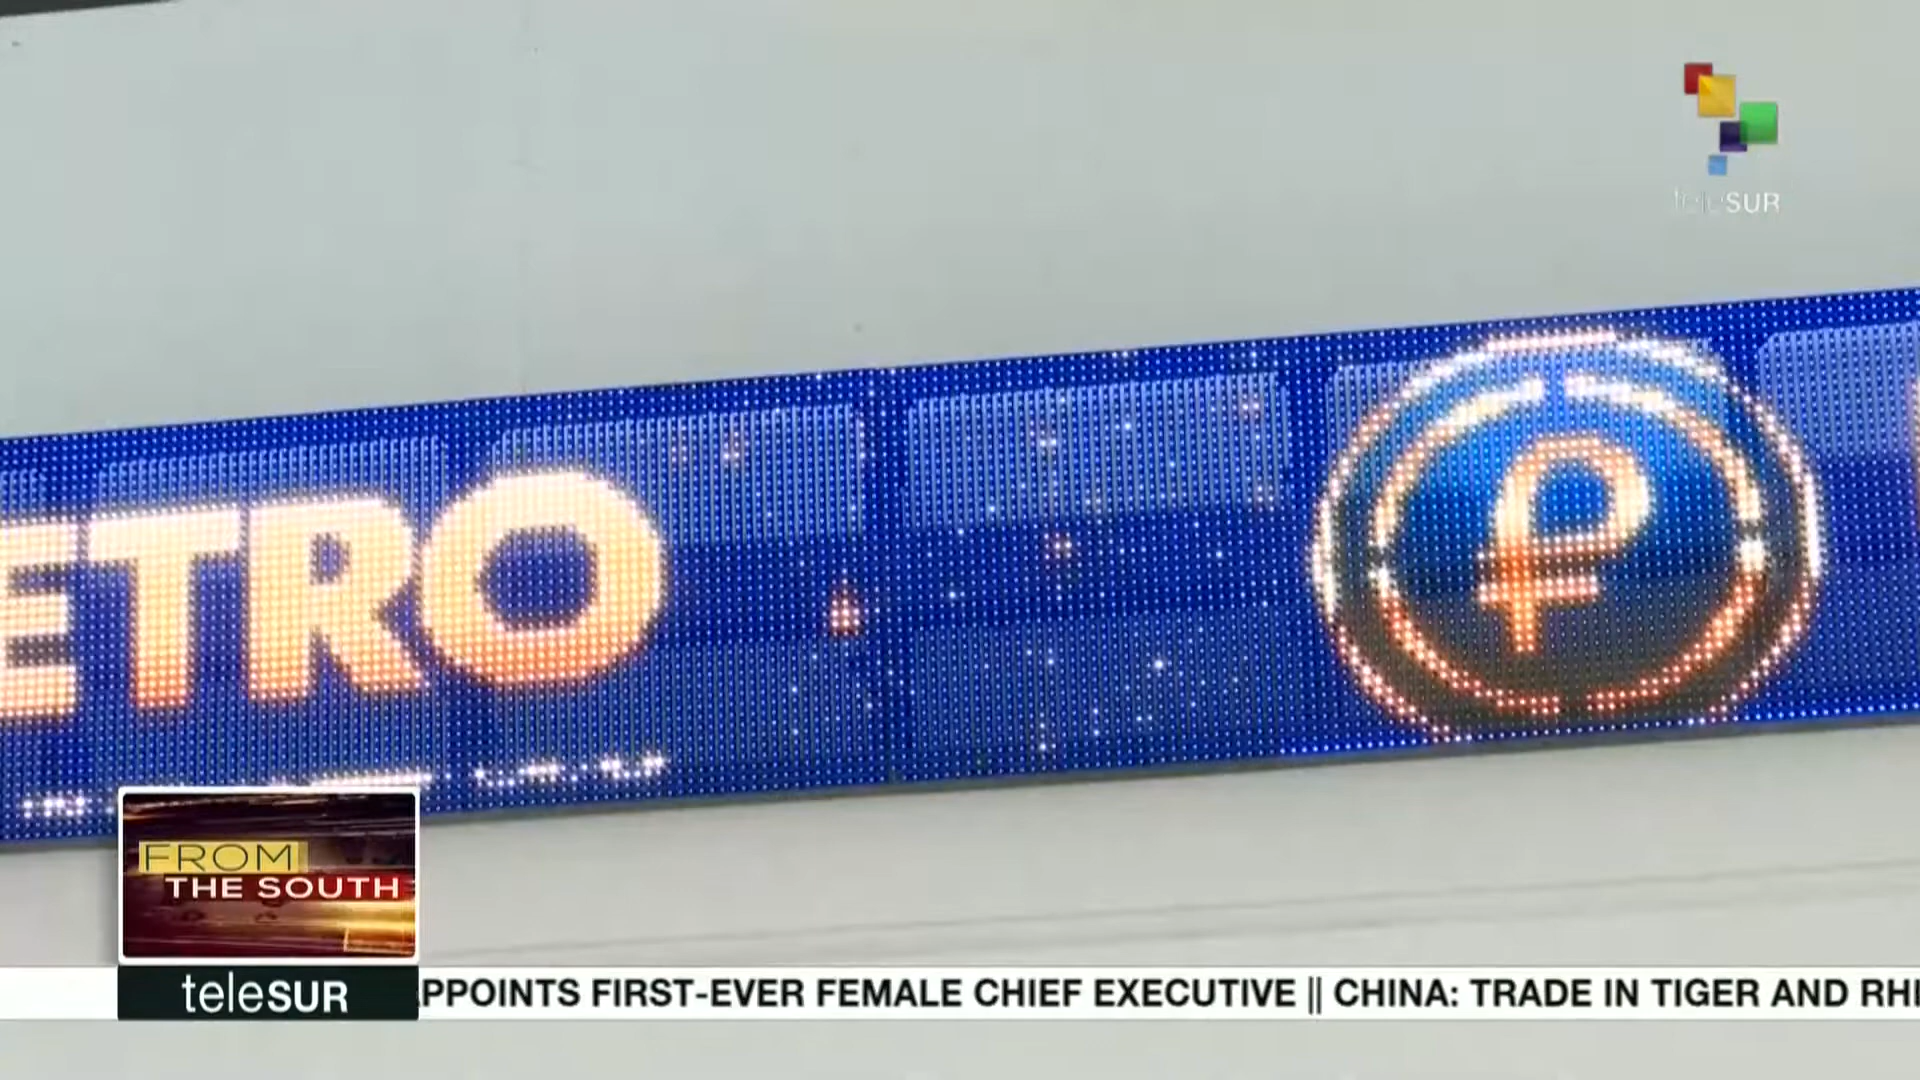 teleSUR
ETRO
FROM
THE SOUTH
teleSUR
PPOINTS FIRST-EVER FEMALE CHIEF EXECUTIVE || CHINA: TRADE IN TIGER AND RH